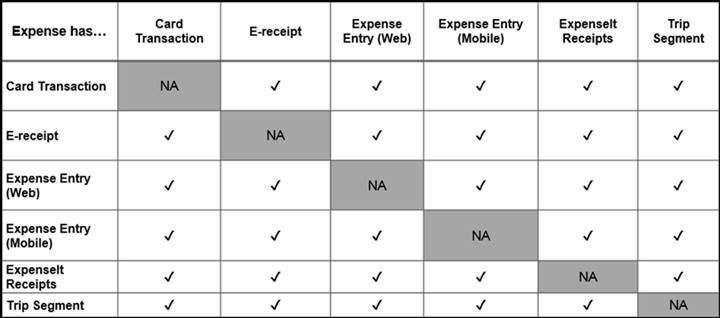 Expense has… Card Transaction E-receipt Expense Entry (Web) Expense Entry (Mobile) ExpenseIt Receipts Trip Segment
Card Transaction NA ✓ ✓ ✓ ✓ ✓
E-receipt ✓ NA ✓ ✓ ✓ ✓
Expense Entry (Web) ✓ ✓ NA ✓ ✓ ✓
Expense Entry (Mobile) ✓ ✓ ✓ NA ✓ ✓
ExpenseIt Receipts ✓ ✓ ✓ ✓ NA ✓
Trip Segment ✓ ✓ ✓ ✓ ✓ NA